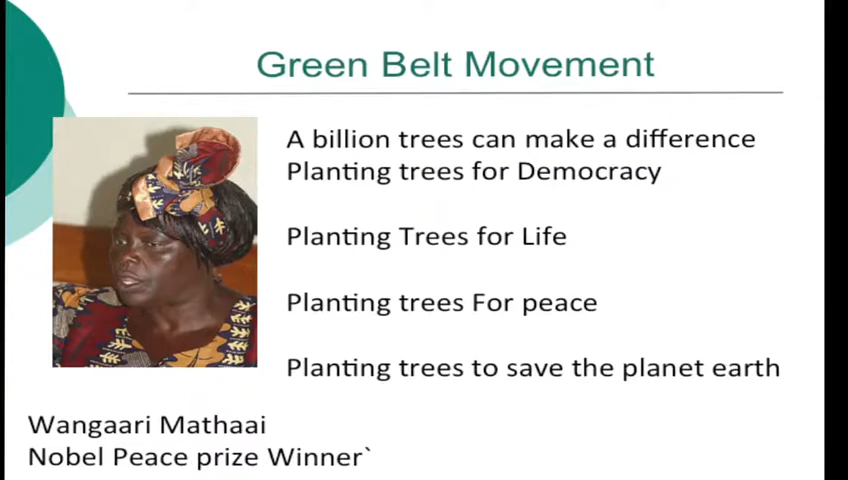 Green Belt Movement
A billion trees can make a difference
Planting trees for Democracy
Planting Trees for Life
Planting trees For peace
Planting trees to save the planet earth
Wangaari Mathaai
Nobel Peace prize Winner`